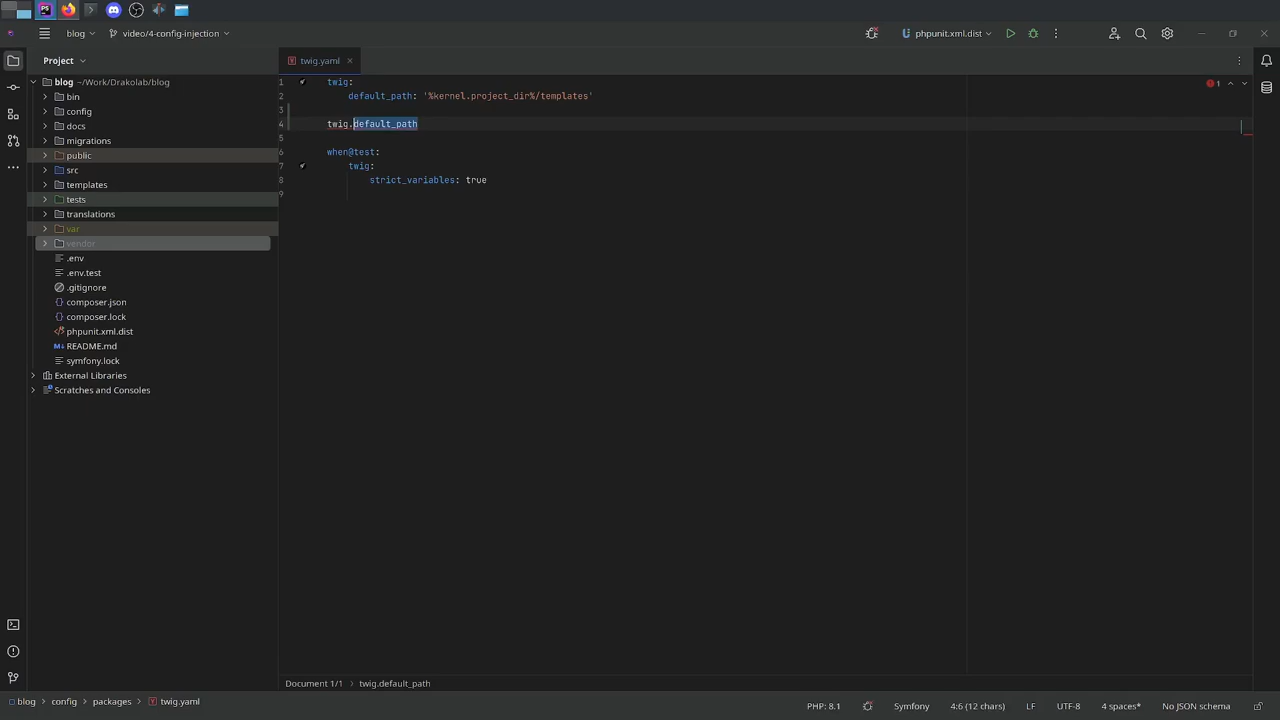 blog
video/4-config-injection
phpunit.xml.dist
Project
twig.yaml
blog ~/Work/Drakolab/blog
bin
config
docs
migrations
public
src
templates
tests
translations
var
vendor
.env
.env.test
.gitignore
composer.json
composer.lock
phpunit.xml.dist
README.md
symfony.lock
External Libraries
Scratches and Consoles
1 twig:
2 default_path: '%kernel.project_dir%/templates'
3
4 twig.default_path
5
6 when@test:
7 twig:
8 strict_variables: true
9
1
Document 1/1 twig.default_path
blog config packages twig.yaml
PHP: 8.1 Symfony 4:6 (12 chars) LF UTF-8 4 spaces* No JSON schema